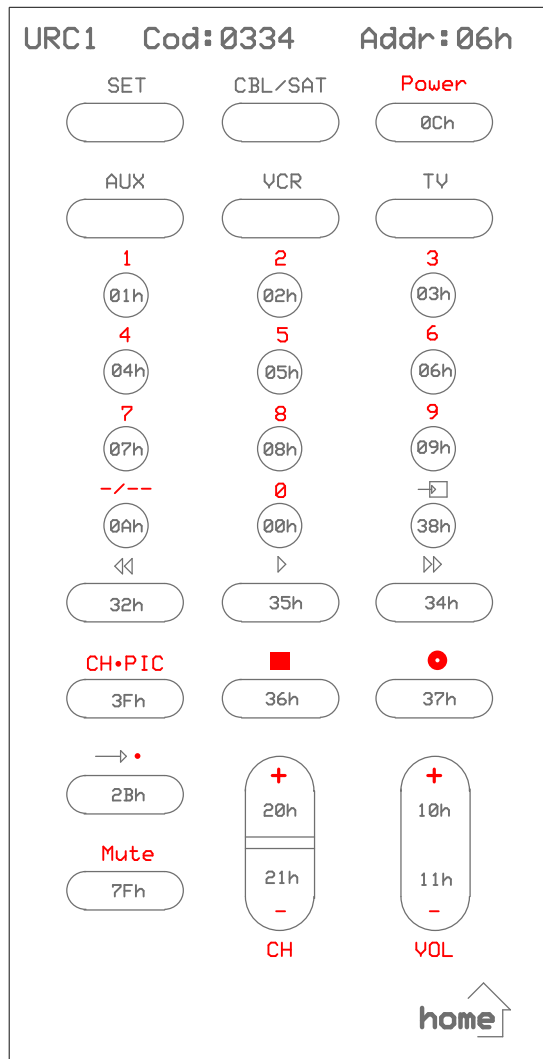 URC1 Cod:0334 Addr:06h
SET CBL/SAT Power
0Ch
AUX VCR TV
1 2 3
01h 02h 03h
4 5 6
04h 05h 06h
7 8 9
07h 08h 09h
-/-- 0
0Ah 00h 38h
32h 35h 34h
CH•PIC
3Fh 36h 37h
+ +
2Bh 20h 10h
Mute
7Fh 21h 11h
- -
CH VOL
home